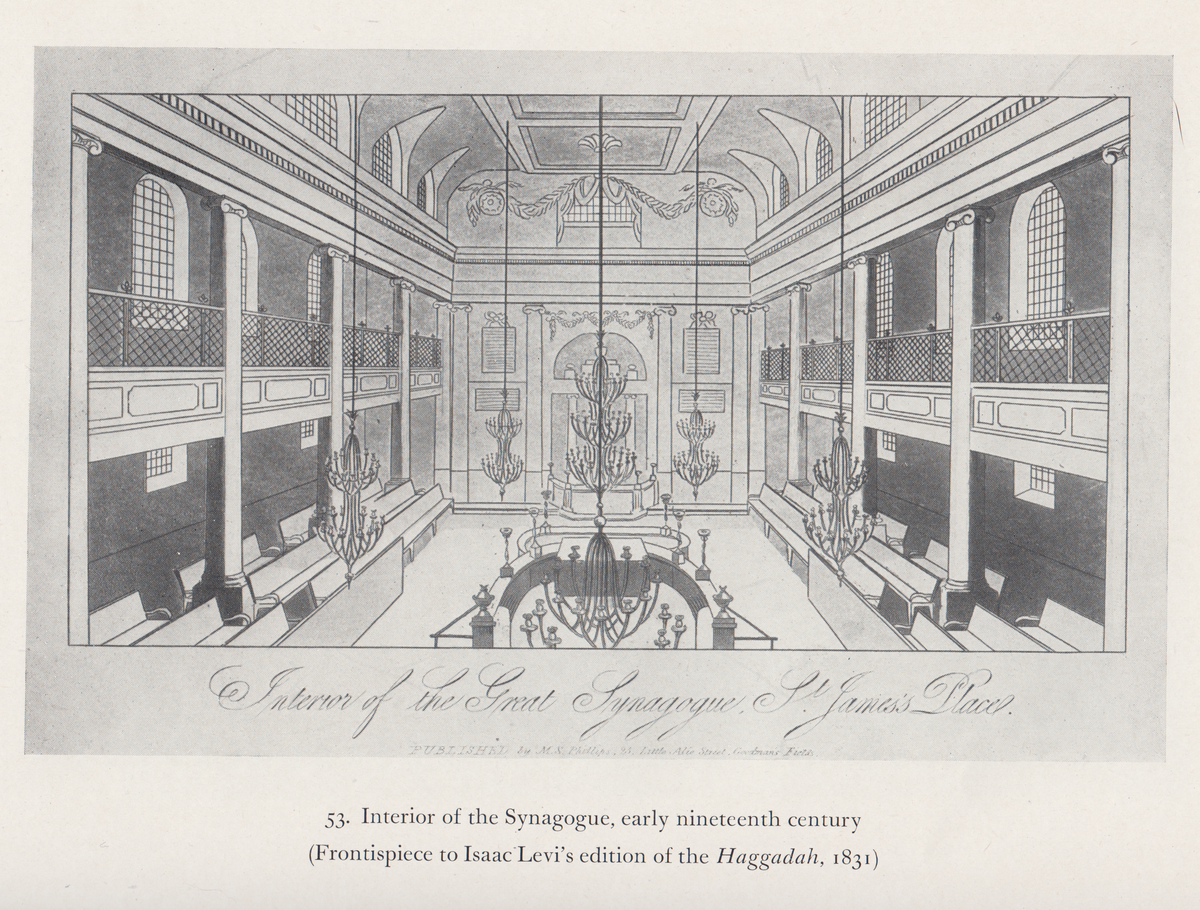 Interior of the Great Synagogue. St. James's Place.
PUBLISHED by M.S. Phillips, Little Alie Street, Goodmans Fields.
53. Interior of the Synagogue, early nineteenth century
(Frontispiece to Isaac Levi's edition of the Haggadah, 1831)